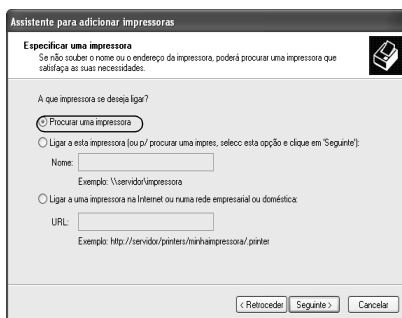 Assistente para adicionar impressoras
Especificar uma impressora
Se não souber o nome ou o endereço da impressora, poderá procurar uma impressora que
satisfaça as suas necessidades.
A que impressora se deseja ligar?
Procurar uma impressora
Ligar a esta impressora (ou p/ procurar uma impres, selecc esta opção e clique em 'Seguinte'):
Nome:
Exemplo: \\servidor\impressora
Ligar a uma impressora na Internet ou numa rede empresarial ou doméstica:
URL:
Exemplo: http://servidor/printers/minhaimpressora/.printer
< Retroceder Seguinte > Cancelar